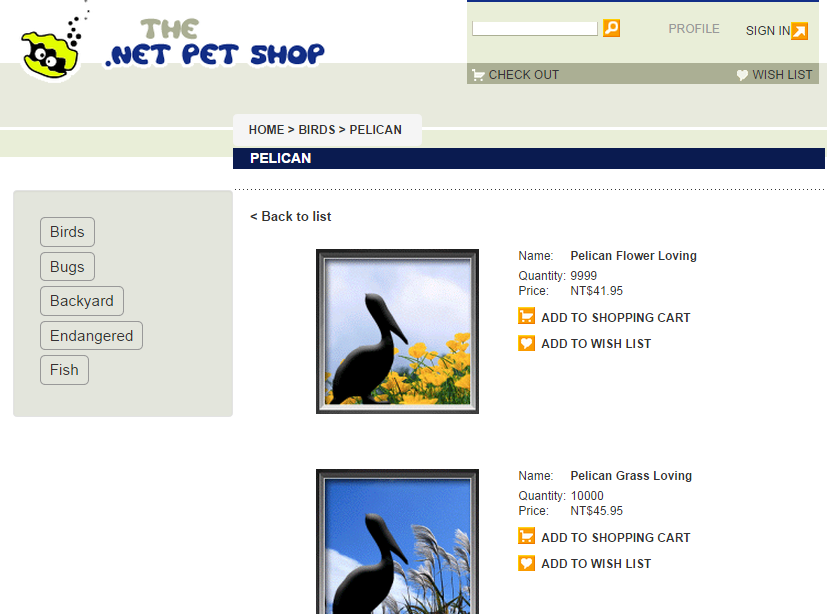 THE
.NET PET SHOP
PROFILE
SIGN IN
CHECK OUT
WISH LIST
HOME > BIRDS > PELICAN
PELICAN
< Back to list
Birds
Bugs
Backyard
Endangered
Fish
Name: Pelican Flower Loving
Quantity: 9999
Price: NT$41.95
ADD TO SHOPPING CART
ADD TO WISH LIST
Name: Pelican Grass Loving
Quantity: 10000
Price: NT$45.95
ADD TO SHOPPING CART
ADD TO WISH LIST